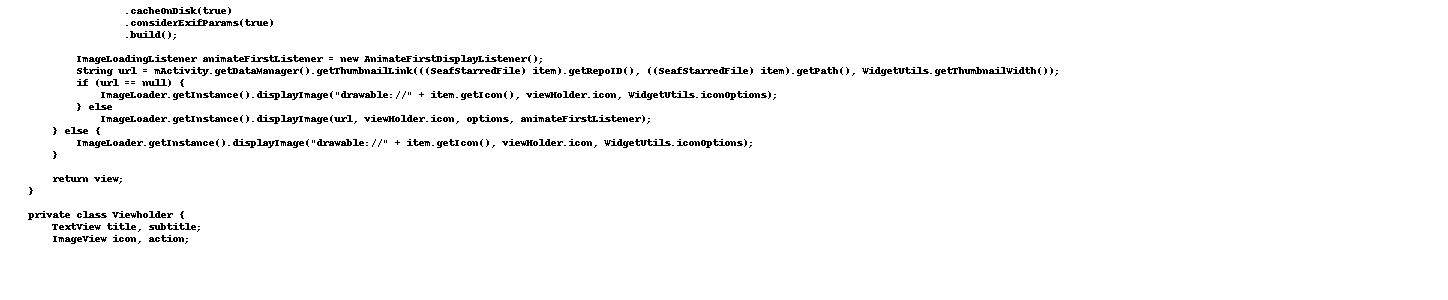 .cacheOnDisk(true)
.considerExifParams(true)
.build();
ImageLoadingListener animateFirstListener = new AnimateFirstDisplayListener();
String url = mActivity.getDataManager().getThumbnailLink(((SeafStarredFile) item).getRepoID(), ((SeafStarredFile) item).getPath(), WidgetUtils.getThumbnailWidth());
if (url == null) {
ImageLoader.getInstance().displayImage("drawable://" + item.getIcon(), viewHolder.icon, WidgetUtils.iconOptions);
} else
ImageLoader.getInstance().displayImage(url, viewHolder.icon, options, animateFirstListener);
} else {
ImageLoader.getInstance().displayImage("drawable://" + item.getIcon(), viewHolder.icon, WidgetUtils.iconOptions);
}
return view;
}
private class Viewholder {
TextView title, subtitle;
ImageView icon, action;